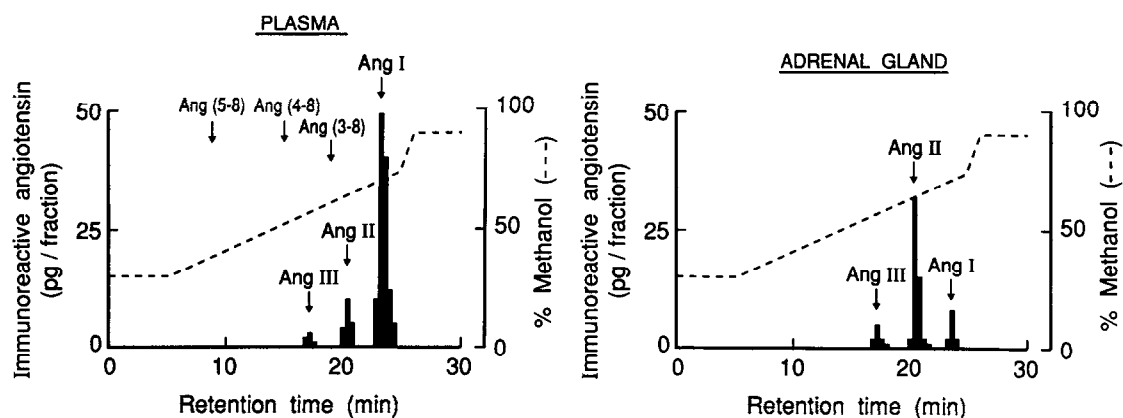 PLASMA
Ang I
Ang (5-8)
Ang (4-8)
Ang (3-8)
Ang II
Ang III
50
25
0
Immunoreactive angiotensin
(pg / fraction)
100
50
0
% Methanol (---)
0
10
20
30
Retention time (min)
ADRENAL GLAND
Ang II
Ang III
Ang I
50
25
0
Immunoreactive angiotensin
(pg / fraction)
100
50
0
% Methanol (---)
0
10
20
30
Retention time (min)